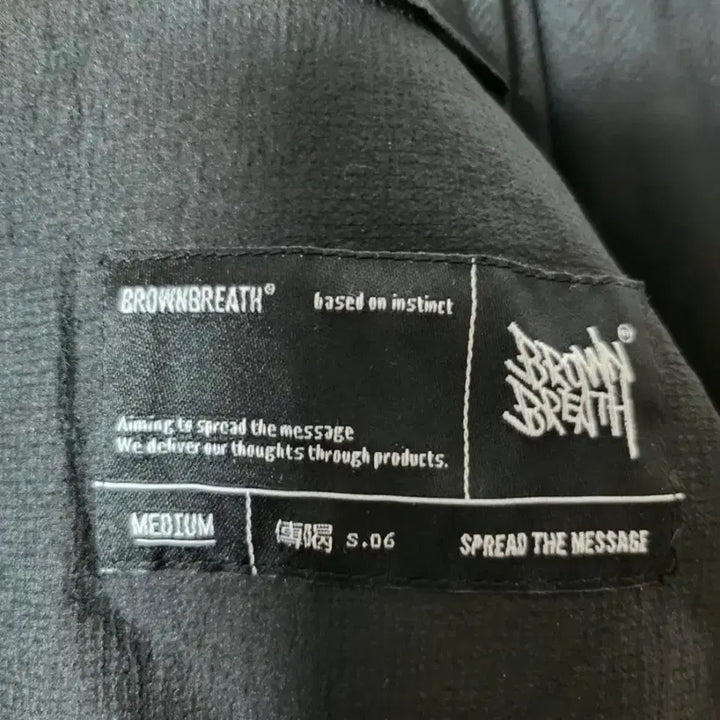 BROWNBREATH® based on instinct
BROWN
BREATH®
Aiming to spread the message
We deliver our thoughts through products.
MEDIUM
傳 S.06
SPREAD THE MESSAGE